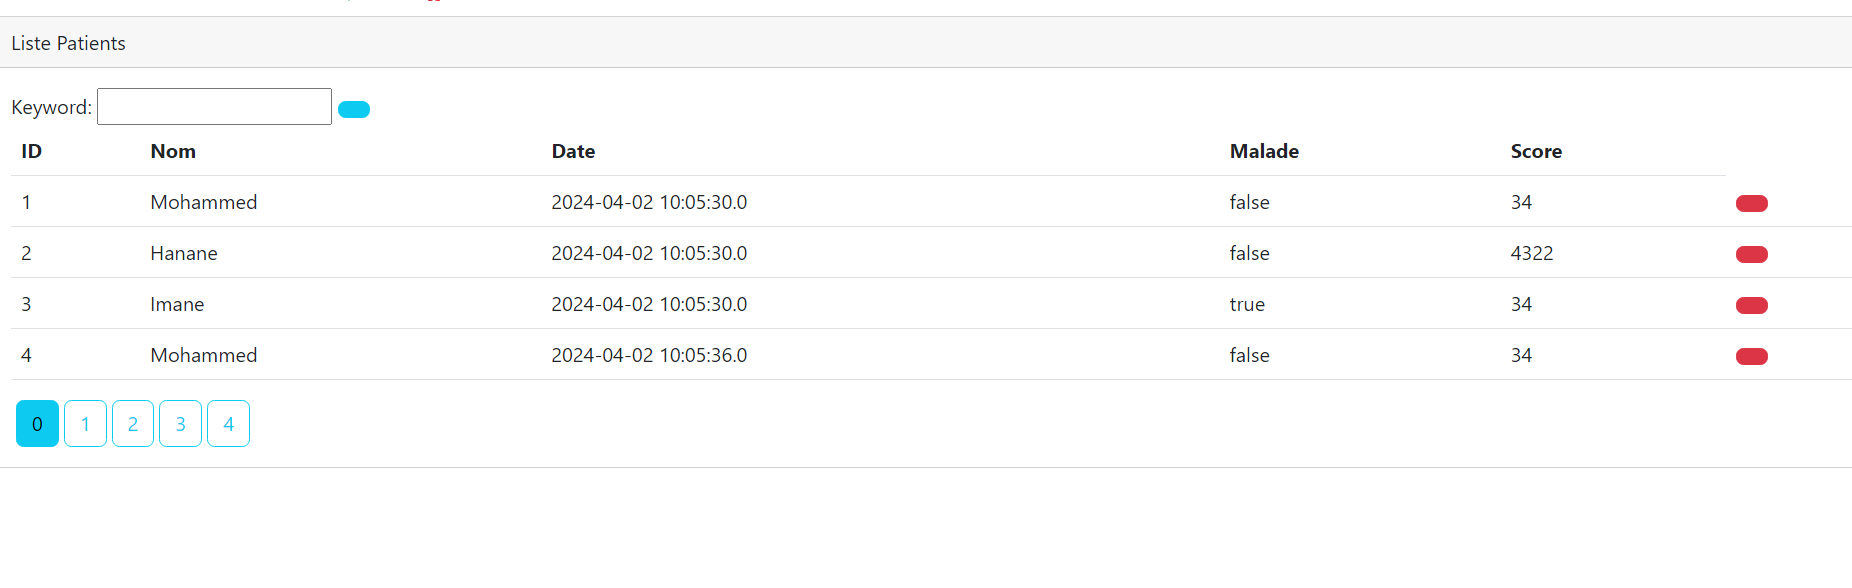 Liste Patients
Keyword:
ID Nom Date Malade Score
1 Mohammed 2024-04-02 10:05:30.0 false 34
2 Hanane 2024-04-02 10:05:30.0 false 4322
3 Imane 2024-04-02 10:05:30.0 true 34
4 Mohammed 2024-04-02 10:05:36.0 false 34
0 1 2 3 4